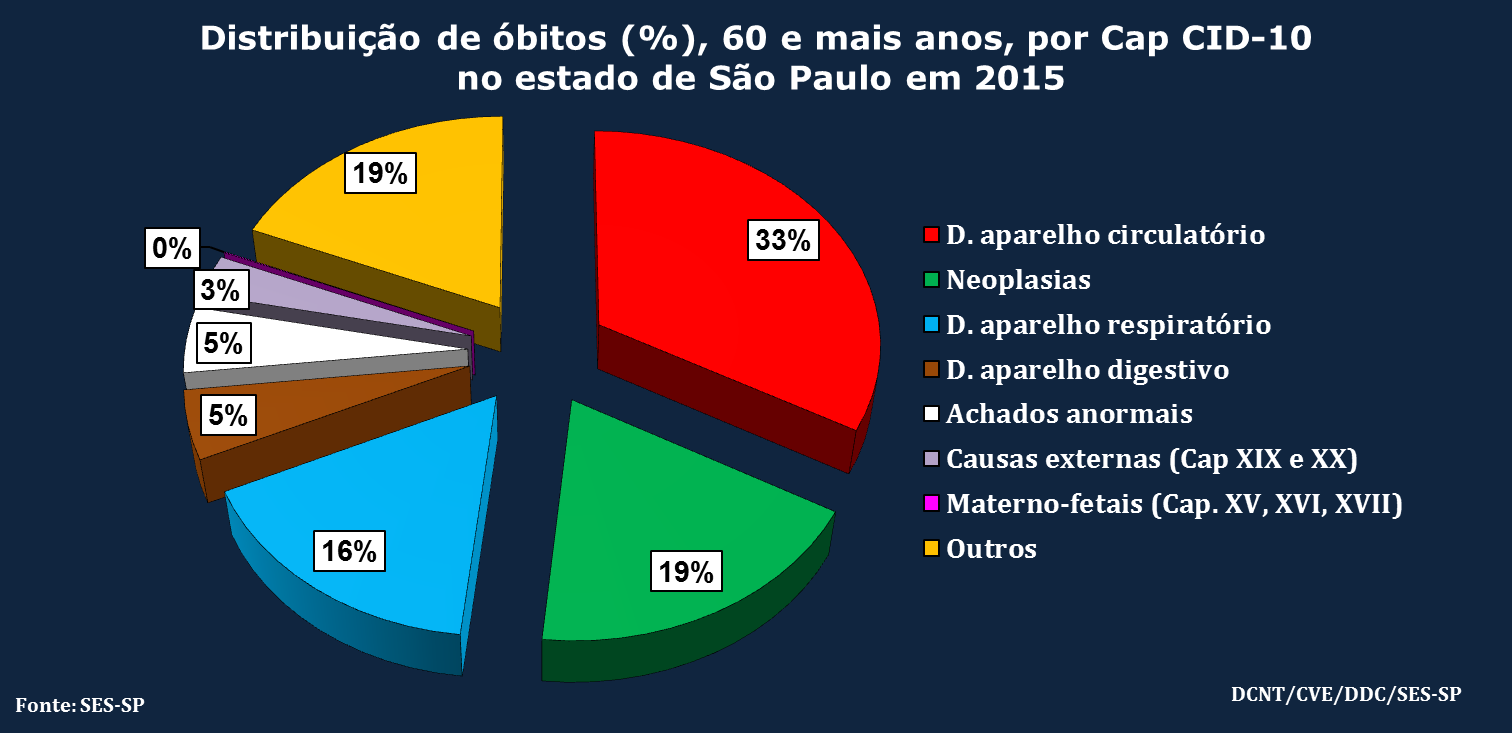 Distribuição de óbitos (%), 60 e mais anos, por Cap CID-10
no estado de São Paulo em 2015
19%
33%
0%
3%
5%
5%
16%
19%
D. aparelho circulatório
Neoplasias
D. aparelho respiratório
D. aparelho digestivo
Achados anormais
Causas externas (Cap XIX e XX)
Materno-fetais (Cap. XV, XVI, XVII)
Outros
Fonte: SES-SP
DCNT/CVE/DDC/SES-SP